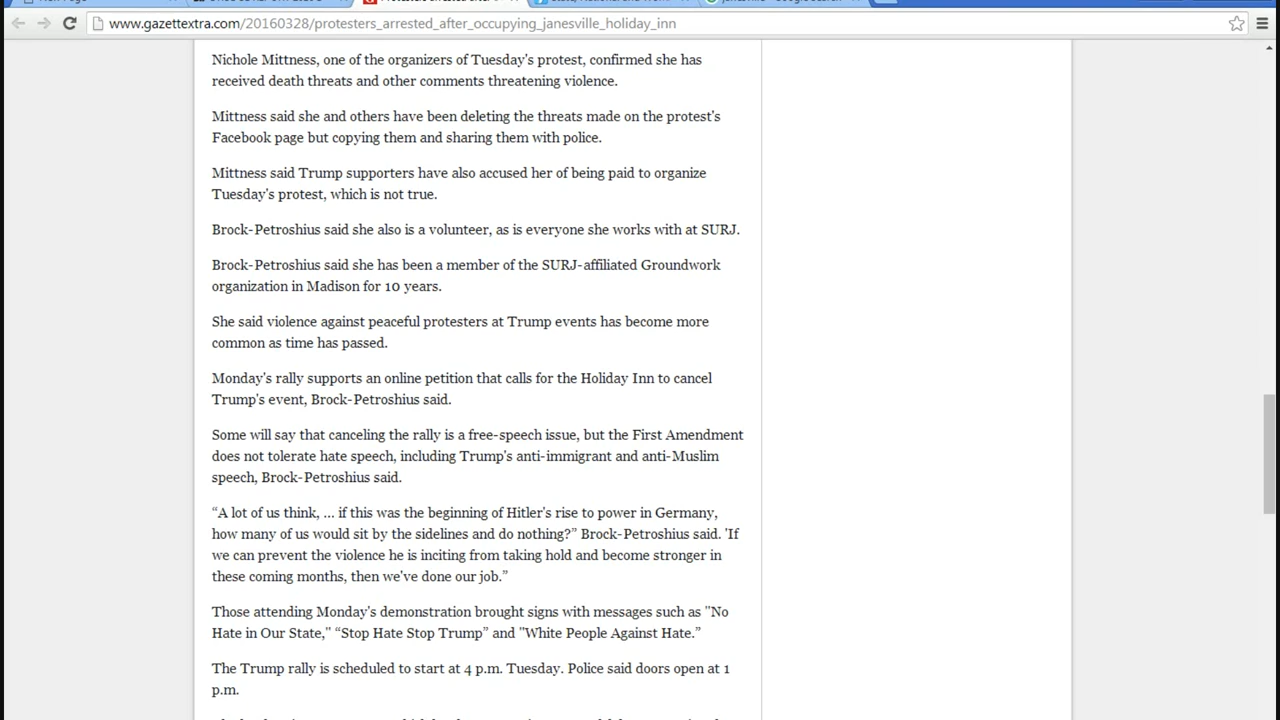 www.gazettextra.com/20160328/protesters_arrested_after_occupying_janesville_holiday_inn
Nichole Mittness, one of the organizers of Tuesday's protest, confirmed she has
received death threats and other comments threatening violence.
Mittness said she and others have been deleting the threats made on the protest's
Facebook page but copying them and sharing them with police.
Mittness said Trump supporters have also accused her of being paid to organize
Tuesday's protest, which is not true.
Brock-Petroshius said she also is a volunteer, as is everyone she works with at SURJ.
Brock-Petroshius said she has been a member of the SURJ-affiliated Groundwork
organization in Madison for 10 years.
She said violence against peaceful protesters at Trump events has become more
common as time has passed.
Monday's rally supports an online petition that calls for the Holiday Inn to cancel
Trump's event, Brock-Petroshius said.
Some will say that canceling the rally is a free-speech issue, but the First Amendment
does not tolerate hate speech, including Trump's anti-immigrant and anti-Muslim
speech, Brock-Petroshius said.
“A lot of us think, ... if this was the beginning of Hitler's rise to power in Germany,
how many of us would sit by the sidelines and do nothing?” Brock-Petroshius said. 'If
we can prevent the violence he is inciting from taking hold and become stronger in
these coming months, then we've done our job.”
Those attending Monday's demonstration brought signs with messages such as "No
Hate in Our State," “Stop Hate Stop Trump” and "White People Against Hate.”
The Trump rally is scheduled to start at 4 p.m. Tuesday. Police said doors open at 1
p.m.